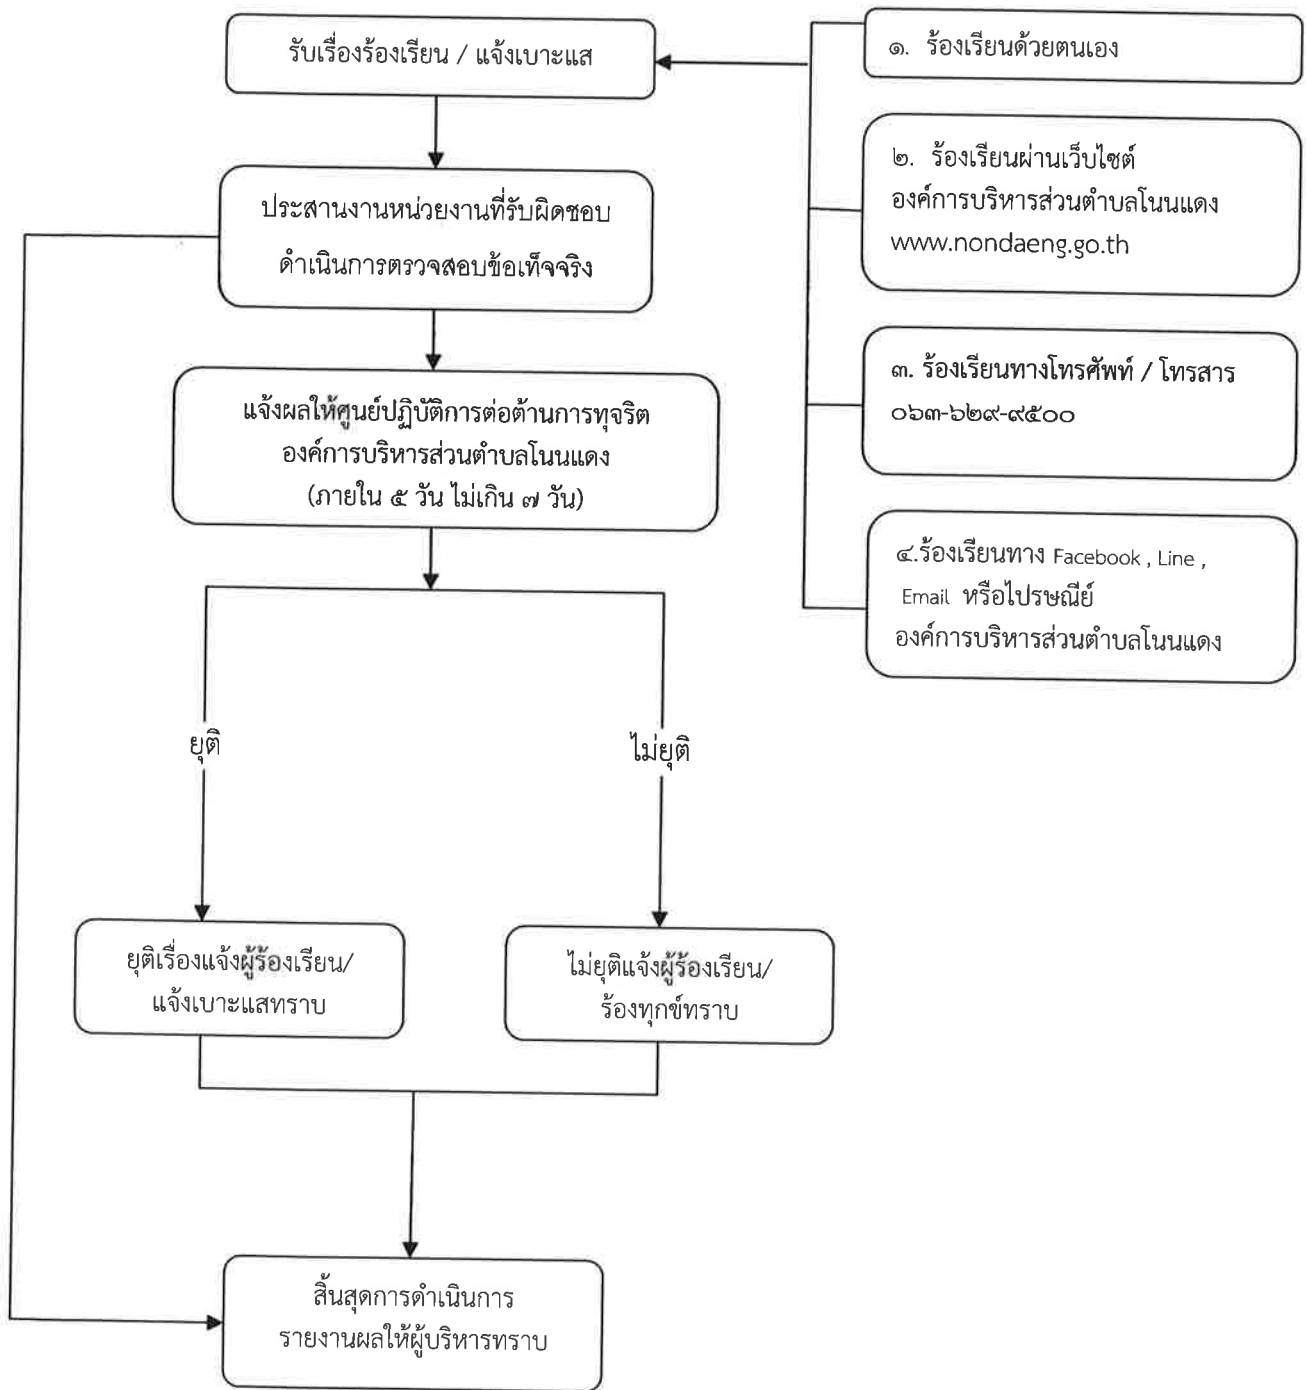 รับเรื่องร้องเรียน / แจ้งเบาะแส
๑. ร้องเรียนด้วยตนเอง
๒. ร้องเรียนผ่านเว็บไซต์
องค์การบริหารส่วนตำบลโนนแดง
www.nondaeng.go.th
๓. ร้องเรียนทางโทรศัพท์ / โทรสาร
๐๖๓-๖๒๙-๙๕๐๐
๔.ร้องเรียนทาง Facebook , Line ,
Email หรือไปรษณีย์
องค์การบริหารส่วนตำบลโนนแดง
ประสานงานหน่วยงานที่รับผิดชอบ
ดำเนินการตรวจสอบข้อเท็จจริง
แจ้งผลให้ศูนย์ปฏิบัติการต่อต้านการทุจริต
องค์การบริหารส่วนตำบลโนนแดง
(ภายใน ๕ วัน ไม่เกิน ๗ วัน)
ยุติ
ไม่ยุติ
ยุติเรื่องแจ้งผู้ร้องเรียน/
แจ้งเบาะแสทราบ
ไม่ยุติแจ้งผู้ร้องเรียน/
ร้องทุกข์ทราบ
สิ้นสุดการดำเนินการ
รายงานผลให้ผู้บริหารทราบ